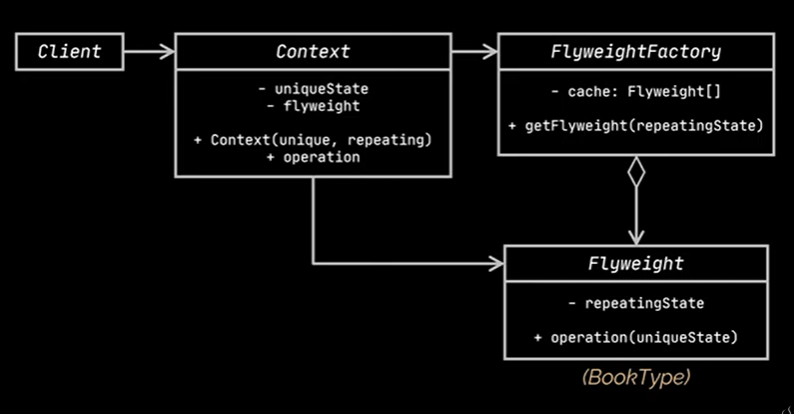 Client
Context
- uniqueState
- flyweight
+ Context(unique, repeating)
+ operation
FlyweightFactory
- cache: Flyweight[]
+ getFlyweight(repeatingState)
Flyweight
- repeatingState
+ operation(uniqueState)
(BookType)